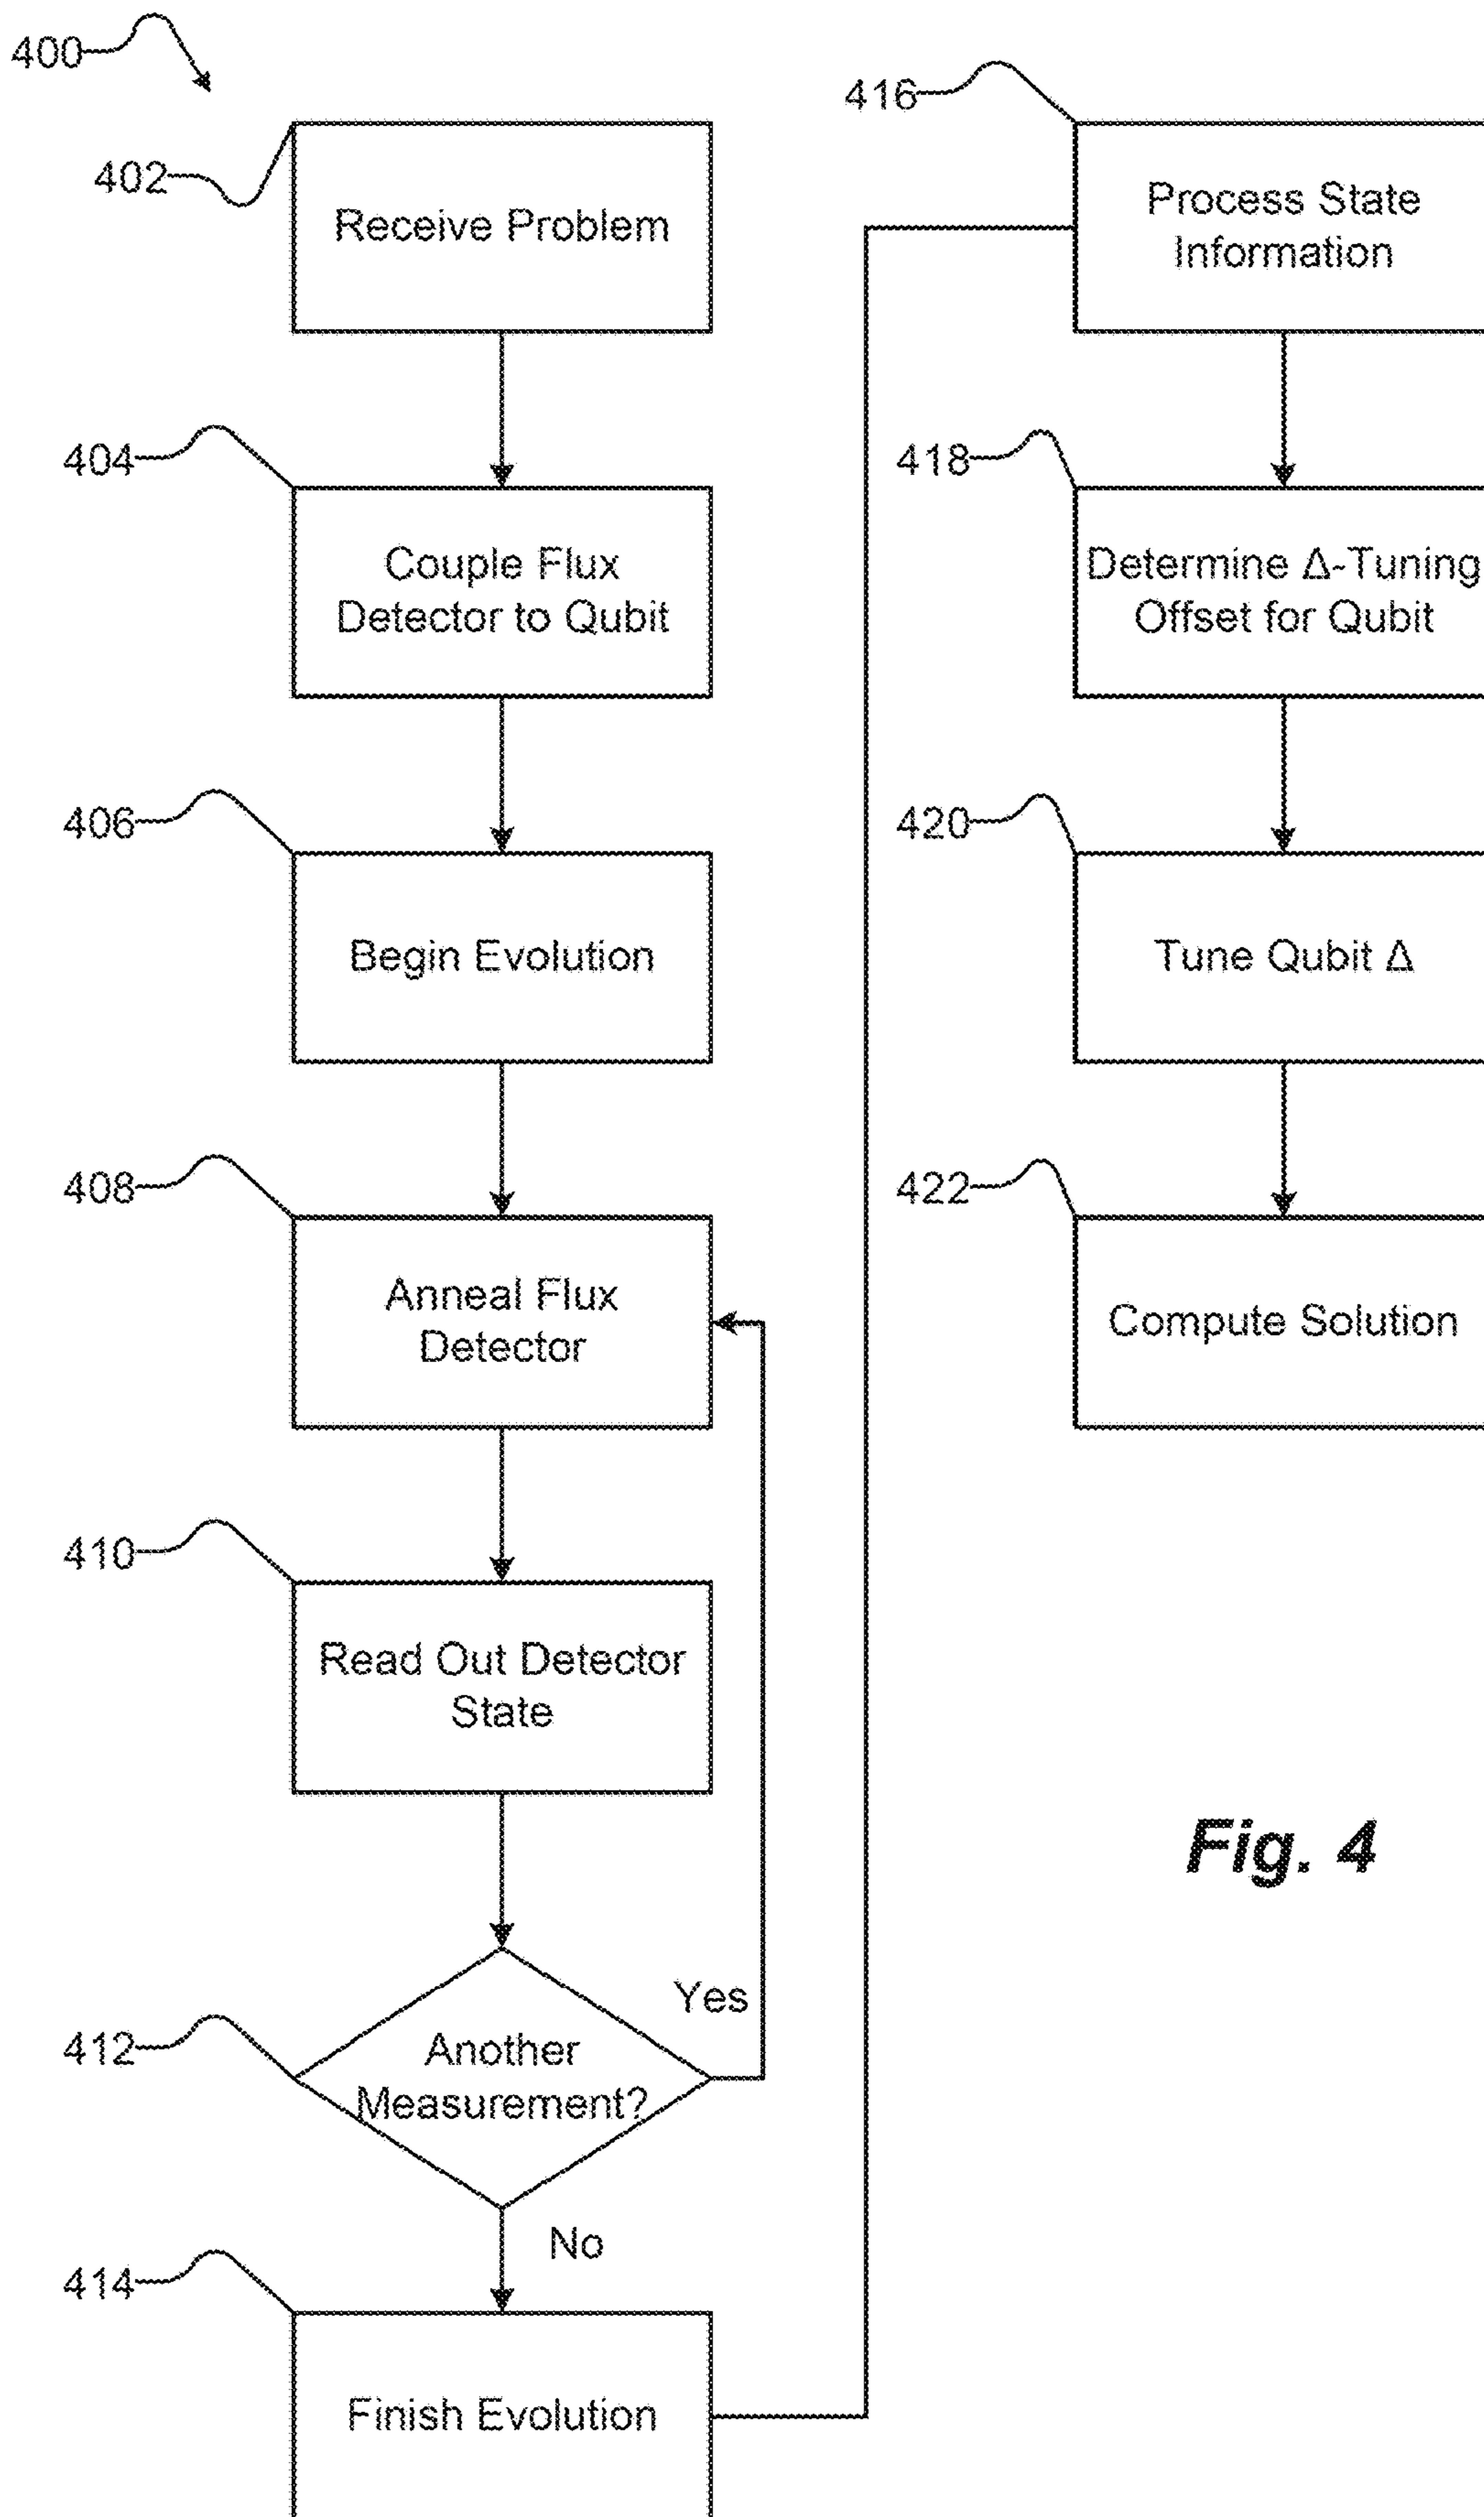 400
402
Receive Problem
404
Couple Flux
Detector to Qubit
406
Begin Evolution
408
Anneal Flux
Detector
410
Read Out Detector
State
412
Another
Measurement?
Yes
No
414
Finish Evolution
416
Process State
Information
418
Determine Δ-Tuning
Offset for Qubit
420
Tune Qubit Δ
422
Compute Solution
Fig. 4